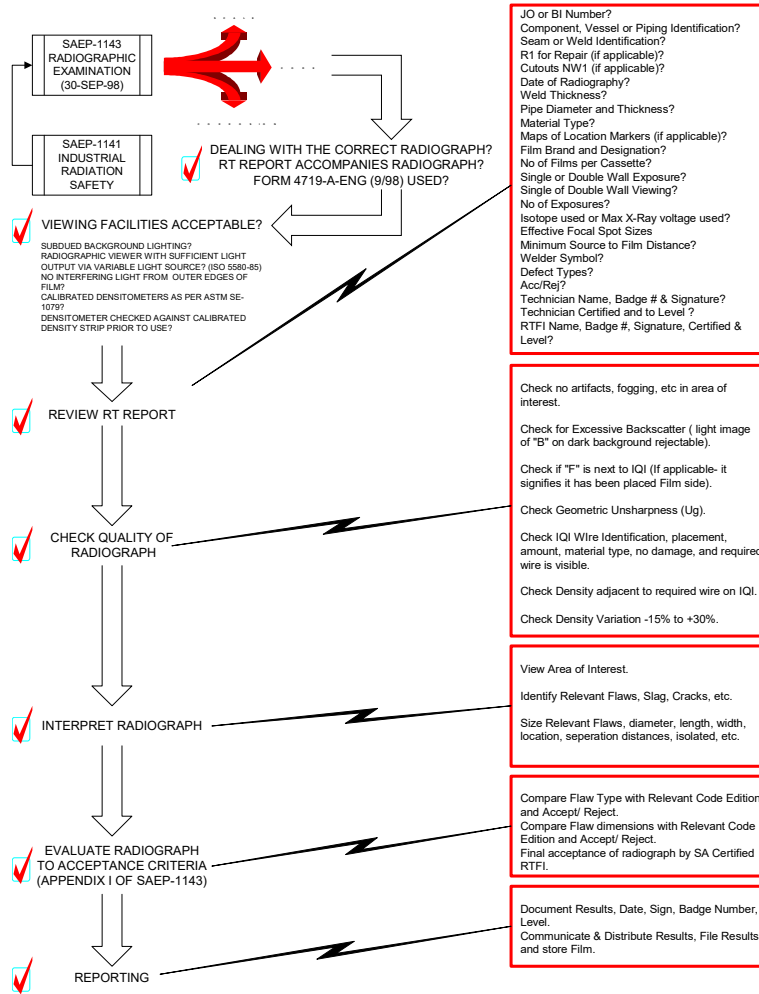 SAEP-1143
RADIOGRAPHIC
EXAMINATION
(30-SEP-98)
SAEP-1141
INDUSTRIAL
RADIATION
SAFETY
DEALING WITH THE CORRECT RADIOGRAPH?
RT REPORT ACCOMPANIES RADIOGRAPH?
FORM 4719-A-ENG (9/98) USED?
VIEWING FACILITIES ACCEPTABLE?
SUBDUED BACKGROUND LIGHTING?
RADIOGRAPHIC VIEWER WITH SUFFICIENT LIGHT
OUTPUT VIA VARIABLE LIGHT SOURCE? (ISO 5580-85)
NO INTERFERING LIGHT FROM OUTER EDGES OF
FILM?
CALIBRATED DENSITOMETERS AS PER ASTM SE-
1079?
DENSITOMETER CHECKED AGAINST CALIBRATED
DENSITY STRIP PRIOR TO USE?
REVIEW RT REPORT
CHECK QUALITY OF
RADIOGRAPH
INTERPRET RADIOGRAPH
EVALUATE RADIOGRAPH
TO ACCEPTANCE CRITERIA
(APPENDIX I OF SAEP-1143)
REPORTING
JO or BI Number?
Component, Vessel or Piping Identification?
Seam or Weld Identification?
R1 for Repair (if applicable)?
Cutouts NW1 (if applicable)?
Date of Radiography?
Weld Thickness?
Pipe Diameter and Thickness?
Material Type?
Maps of Location Markers (if applicable)?
Film Brand and Designation?
No of Films per Cassette?
Single or Double Wall Exposure?
Single of Double Wall Viewing?
No of Exposures?
Isotope used or Max X-Ray voltage used?
Effective Focal Spot Sizes
Minimum Source to Film Distance?
Welder Symbol?
Defect Types?
Acc/Rej?
Technician Name, Badge # & Signature?
Technician Certified and to Level ?
RTFI Name, Badge #, Signature, Certified &
Level?
Check no artifacts, fogging, etc in area of
interest.
Check for Excessive Backscatter ( light image
of "B" on dark background rejectable).
Check if "F" is next to IQI (If applicable- it
signifies it has been placed Film side).
Check Geometric Unsharpness (Ug).
Check IQI WIre Identification, placement,
amount, material type, no damage, and required
wire is visible.
Check Density adjacent to required wire on IQI.
Check Density Variation -15% to +30%.
View Area of Interest.
Identify Relevant Flaws, Slag, Cracks, etc.
Size Relevant Flaws, diameter, length, width,
location, seperation distances, isolated, etc.
Compare Flaw Type with Relevant Code Edition
and Accept/ Reject.
Compare Flaw dimensions with Relevant Code
Edition and Accept/ Reject.
Final acceptance of radiograph by SA Certified
RTFI.
Document Results, Date, Sign, Badge Number,
Level.
Communicate & Distribute Results, File Results
and store Film.